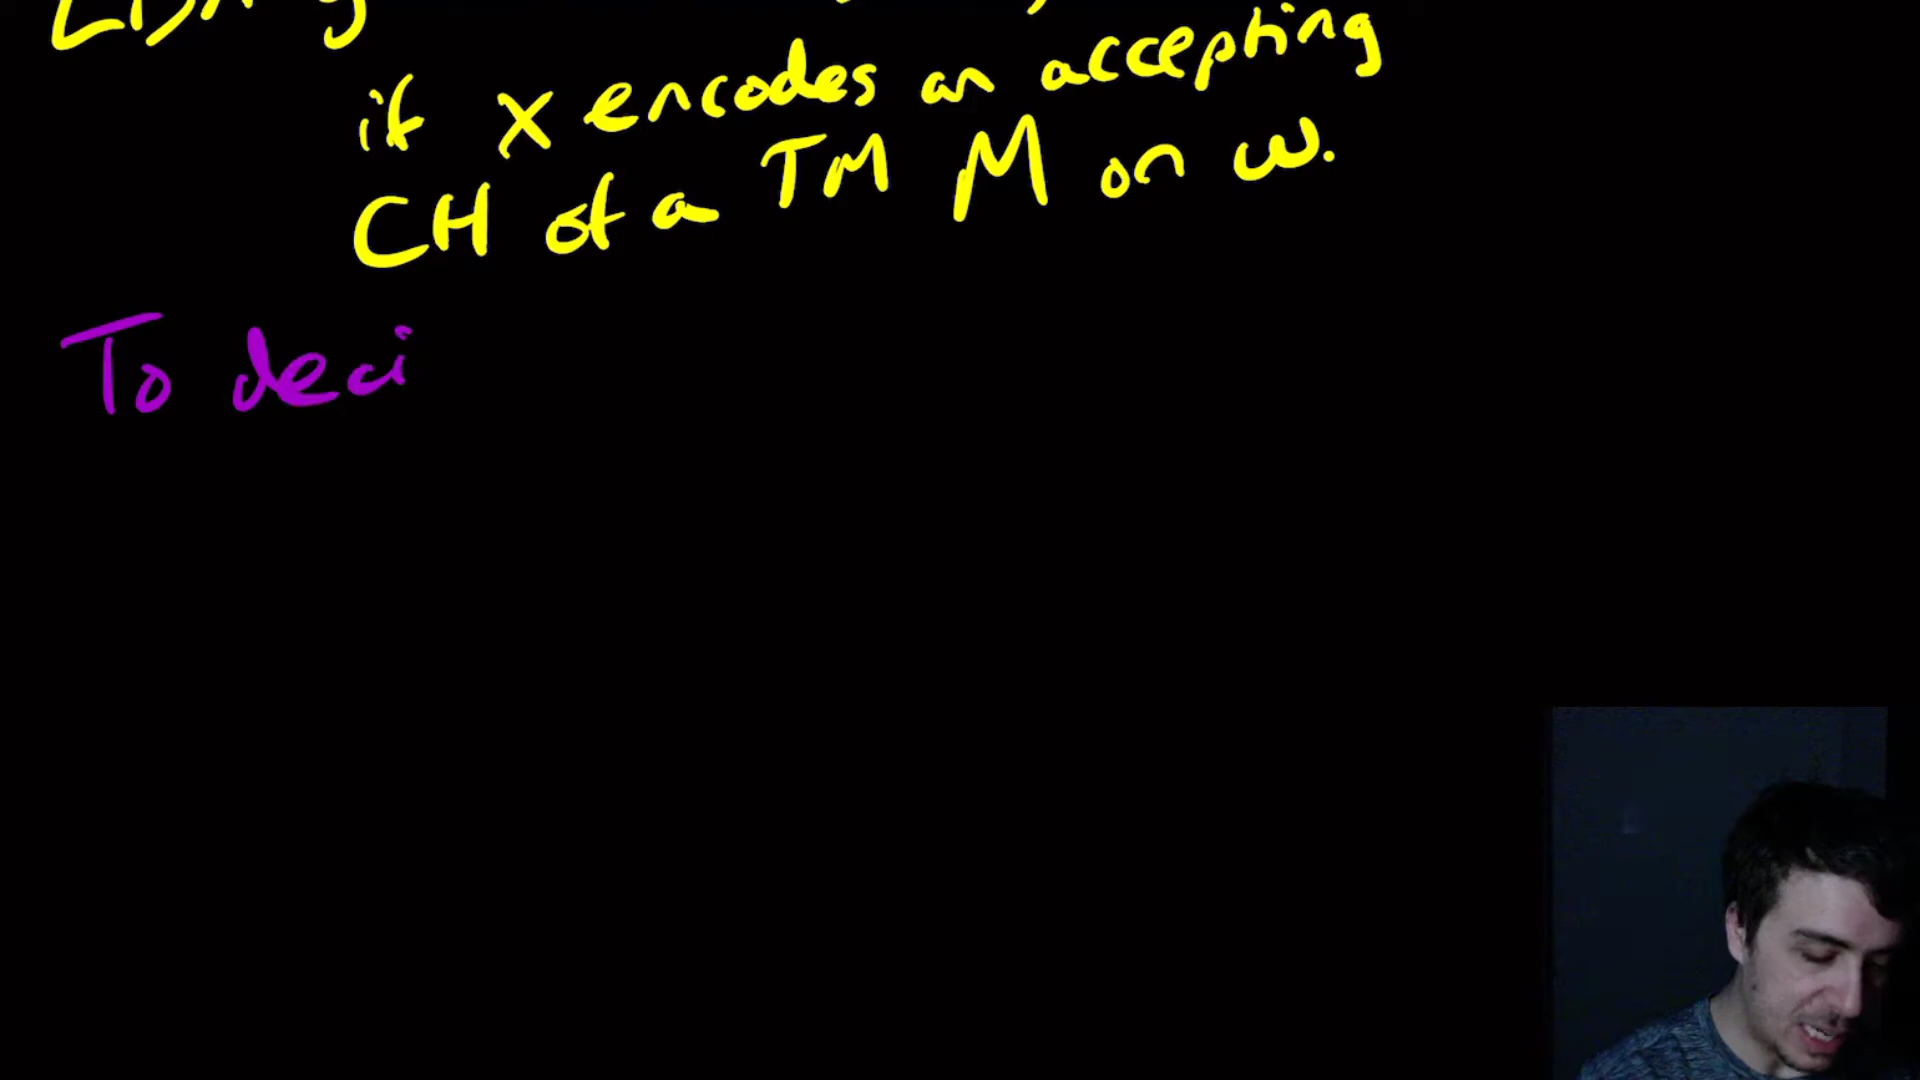 if x encodes an accepting
CH of a TM M on w.
To deci